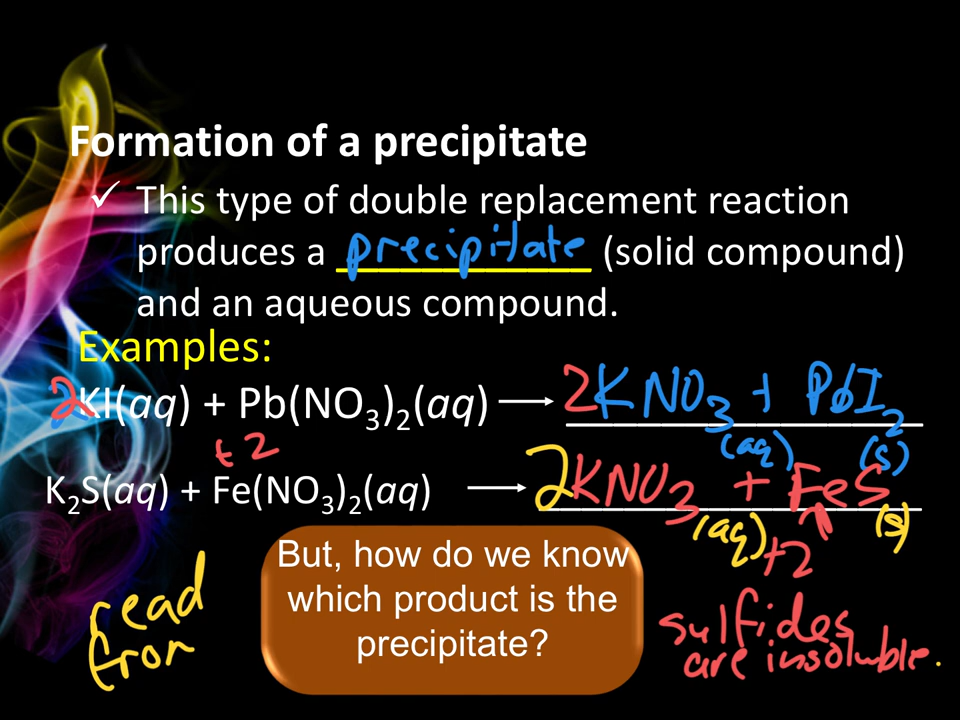 Formation of a precipitate
✓ This type of double replacement reaction
produces a precipitate (solid compound)
and an aqueous compound.
Examples:
2KI(aq) + Pb(NO₃)₂(aq) → 2KNO₃ + PbI₂
(aq) (s)
+2
K₂S(aq) + Fe(NO₃)₂(aq) → 2KNO₃ + FeS
(aq) +2 (s)
But, how do we know
which product is the
precipitate?
read
from
sulfides
are insoluble.